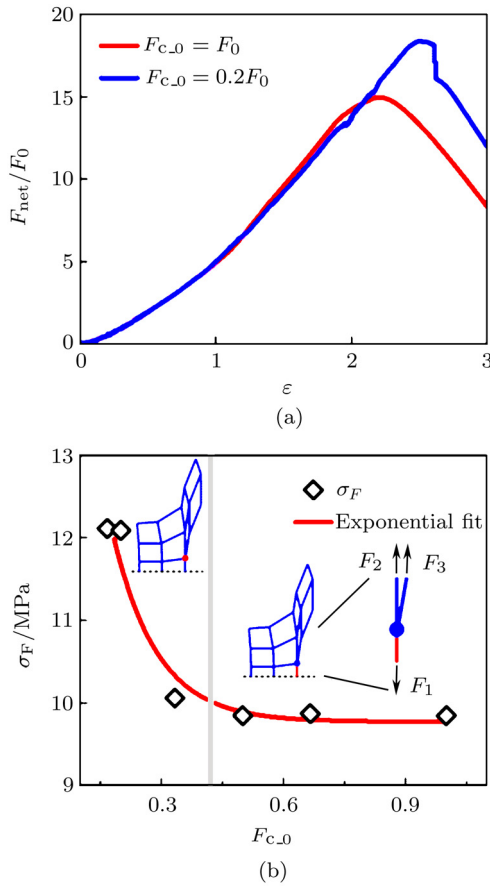 20
15
10
5
0
F_net/F_0
F_c_0 = F_0
F_c_0 = 0.2F_0
0 1 2 3
ε
(a)
13
12
11
10
9
σ_F/MPa
σ_F
Exponential fit
F_2 F_3
F_1
0.3 0.6 0.9
F_c_0
(b)